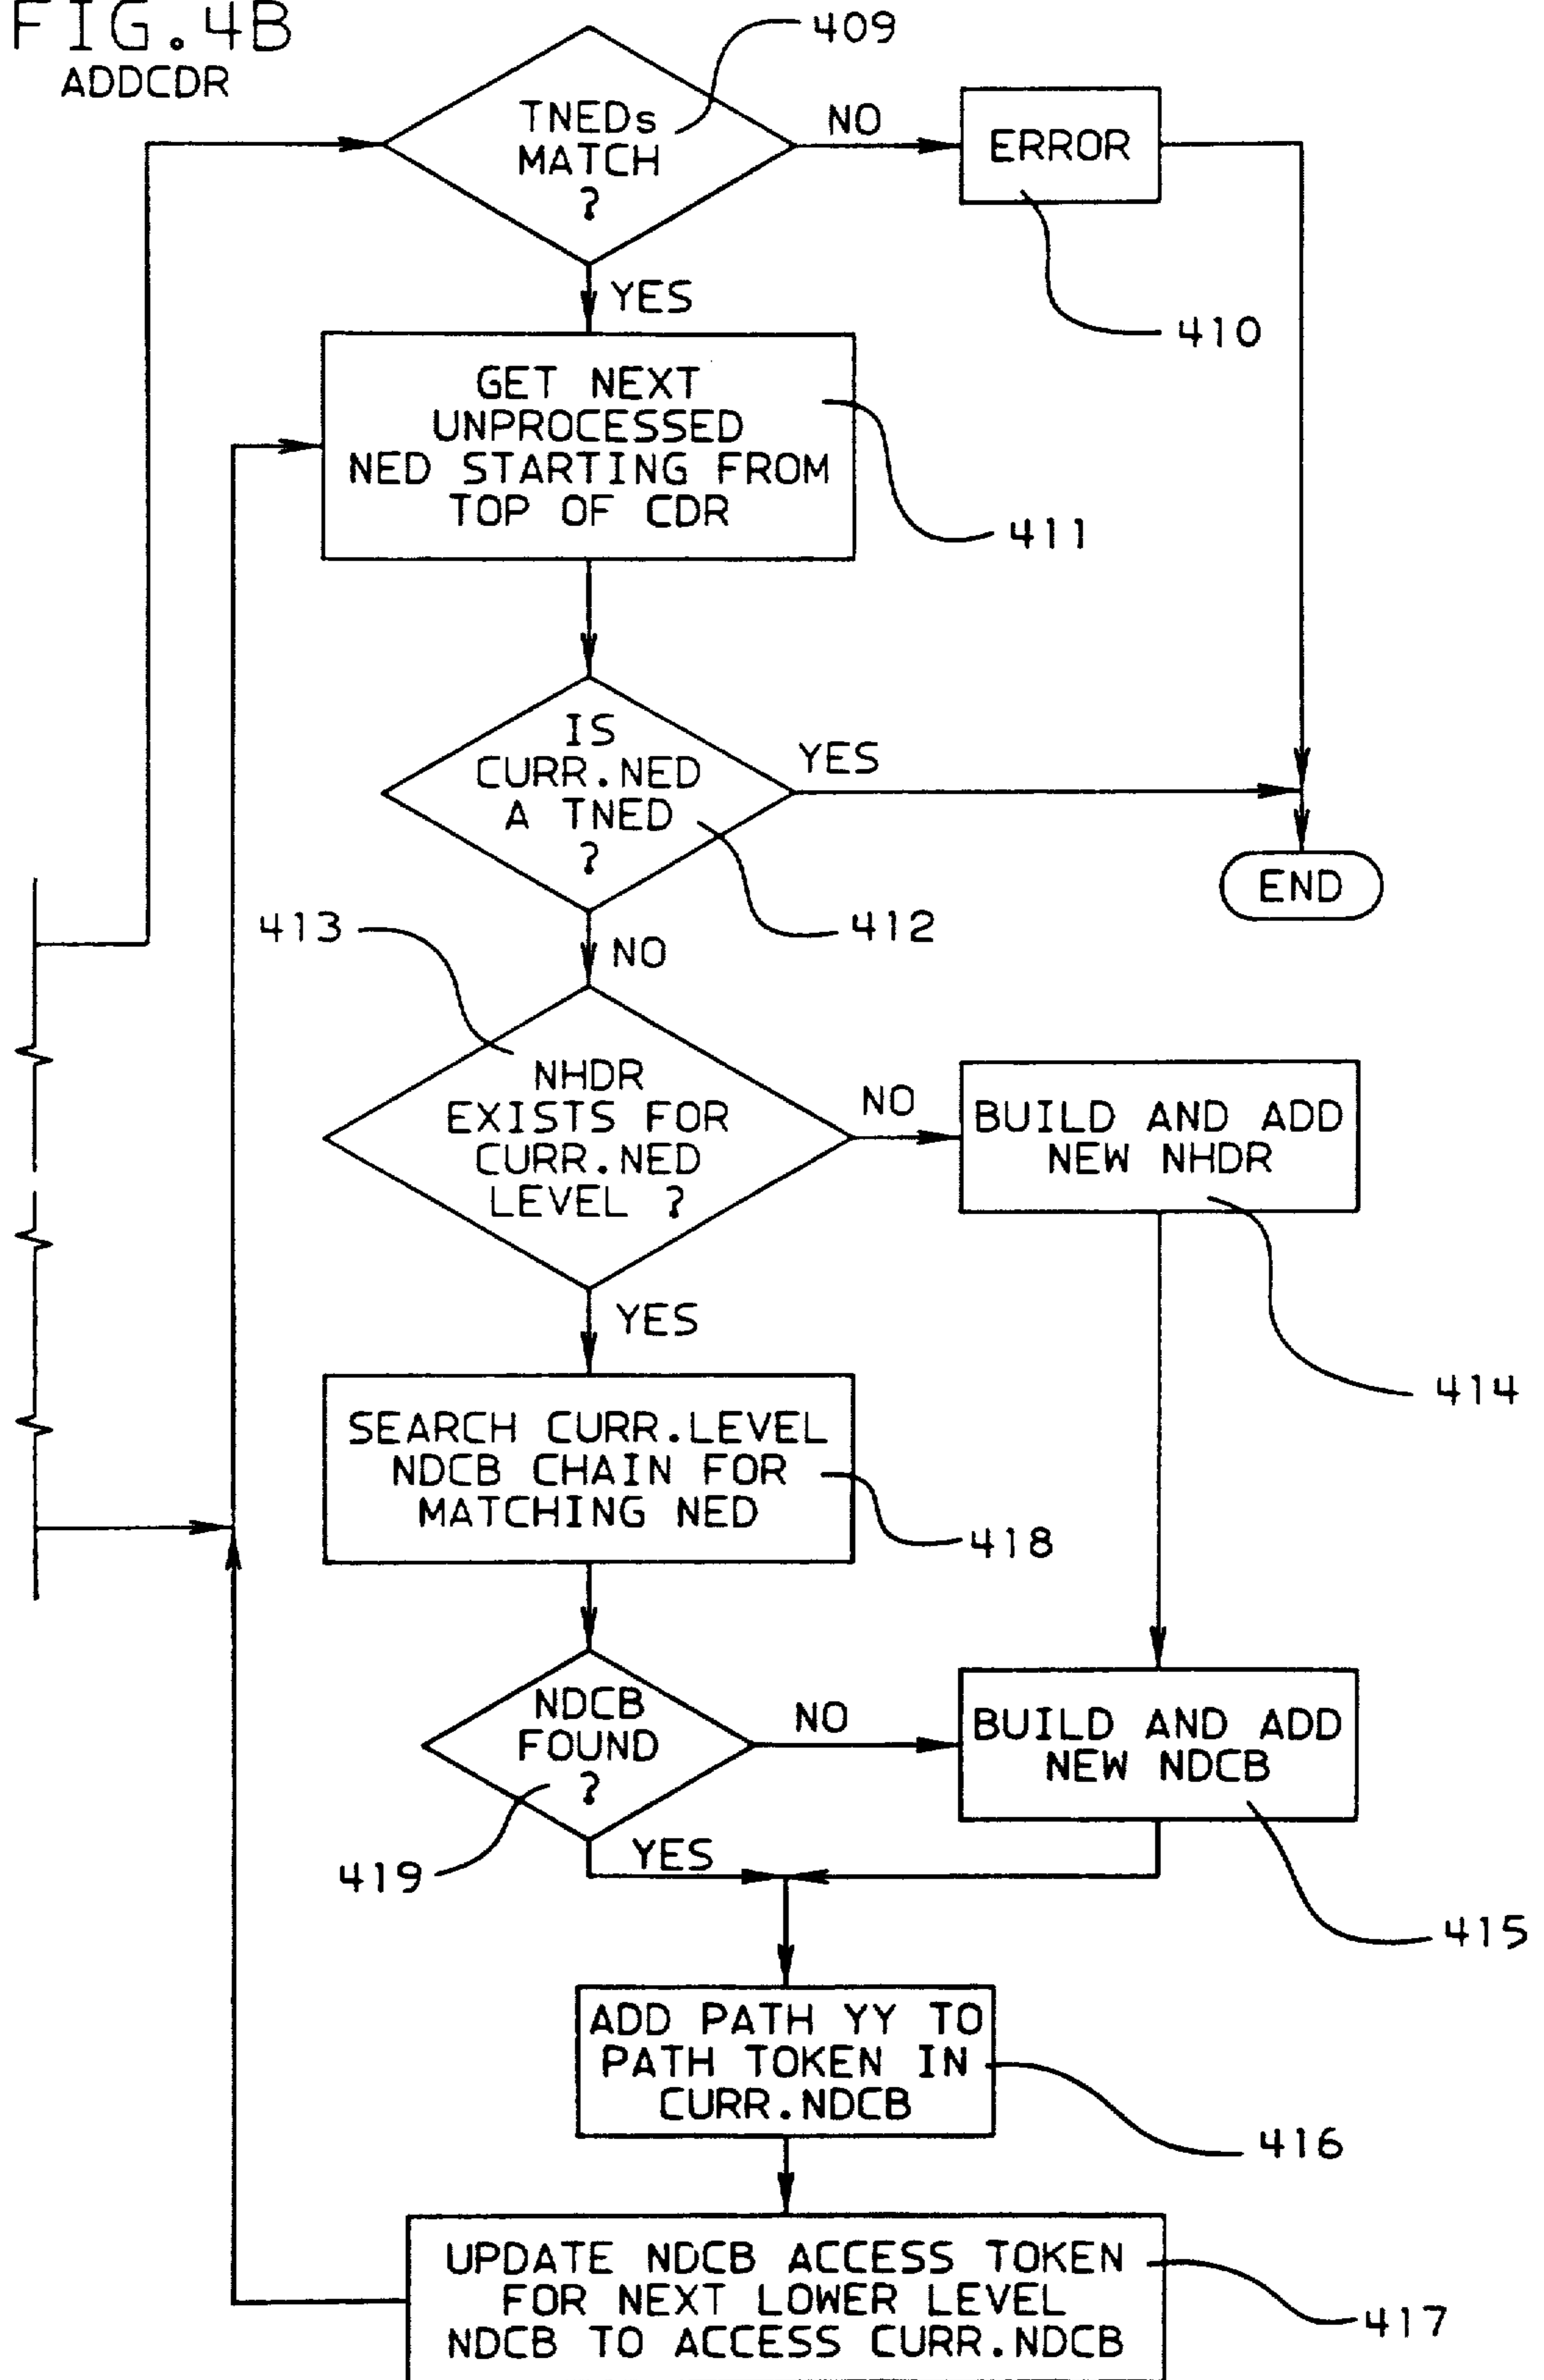 FIG.4B
ADDCDR
409
TNEDs
MATCH
?
NO
ERROR
410
YES
GET NEXT
UNPROCESSED
NED STARTING FROM
TOP OF CDR
411
IS
CURR.NED
A TNED
?
YES
412
END
413
NO
NHDR
EXISTS FOR
CURR.NED
LEVEL ?
NO
BUILD AND ADD
NEW NHDR
414
YES
SEARCH CURR.LEVEL
NDCB CHAIN FOR
MATCHING NED
418
NDCB
FOUND
?
NO
BUILD AND ADD
NEW NDCB
419
YES
415
ADD PATH YY TO
PATH TOKEN IN
CURR.NDCB
416
UPDATE NDCB ACCESS TOKEN
FOR NEXT LOWER LEVEL
NDCB TO ACCESS CURR.NDCB
417